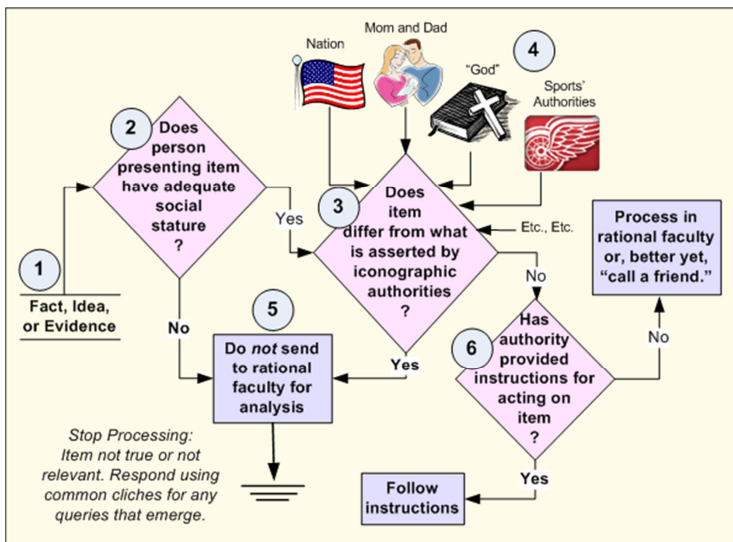 Nation
Mom and Dad
4
"God"
Sports'
Authorities
2
Does
person
presenting item
have adequate
social
stature
?
Yes
No
1
Fact, Idea,
or Evidence
3
Does
item
differ from what
is asserted by
iconographic
authorities
?
Etc., Etc.
No
Yes
Process in
rational faculty
or, better yet,
"call a friend."
5
Do not send
to rational
faculty for
analysis
6
Has
authority
provided
instructions for
acting on
item
?
No
Yes
Stop Processing:
Item not true or not
relevant. Respond using
common cliches for any
queries that emerge.
Follow
instructions